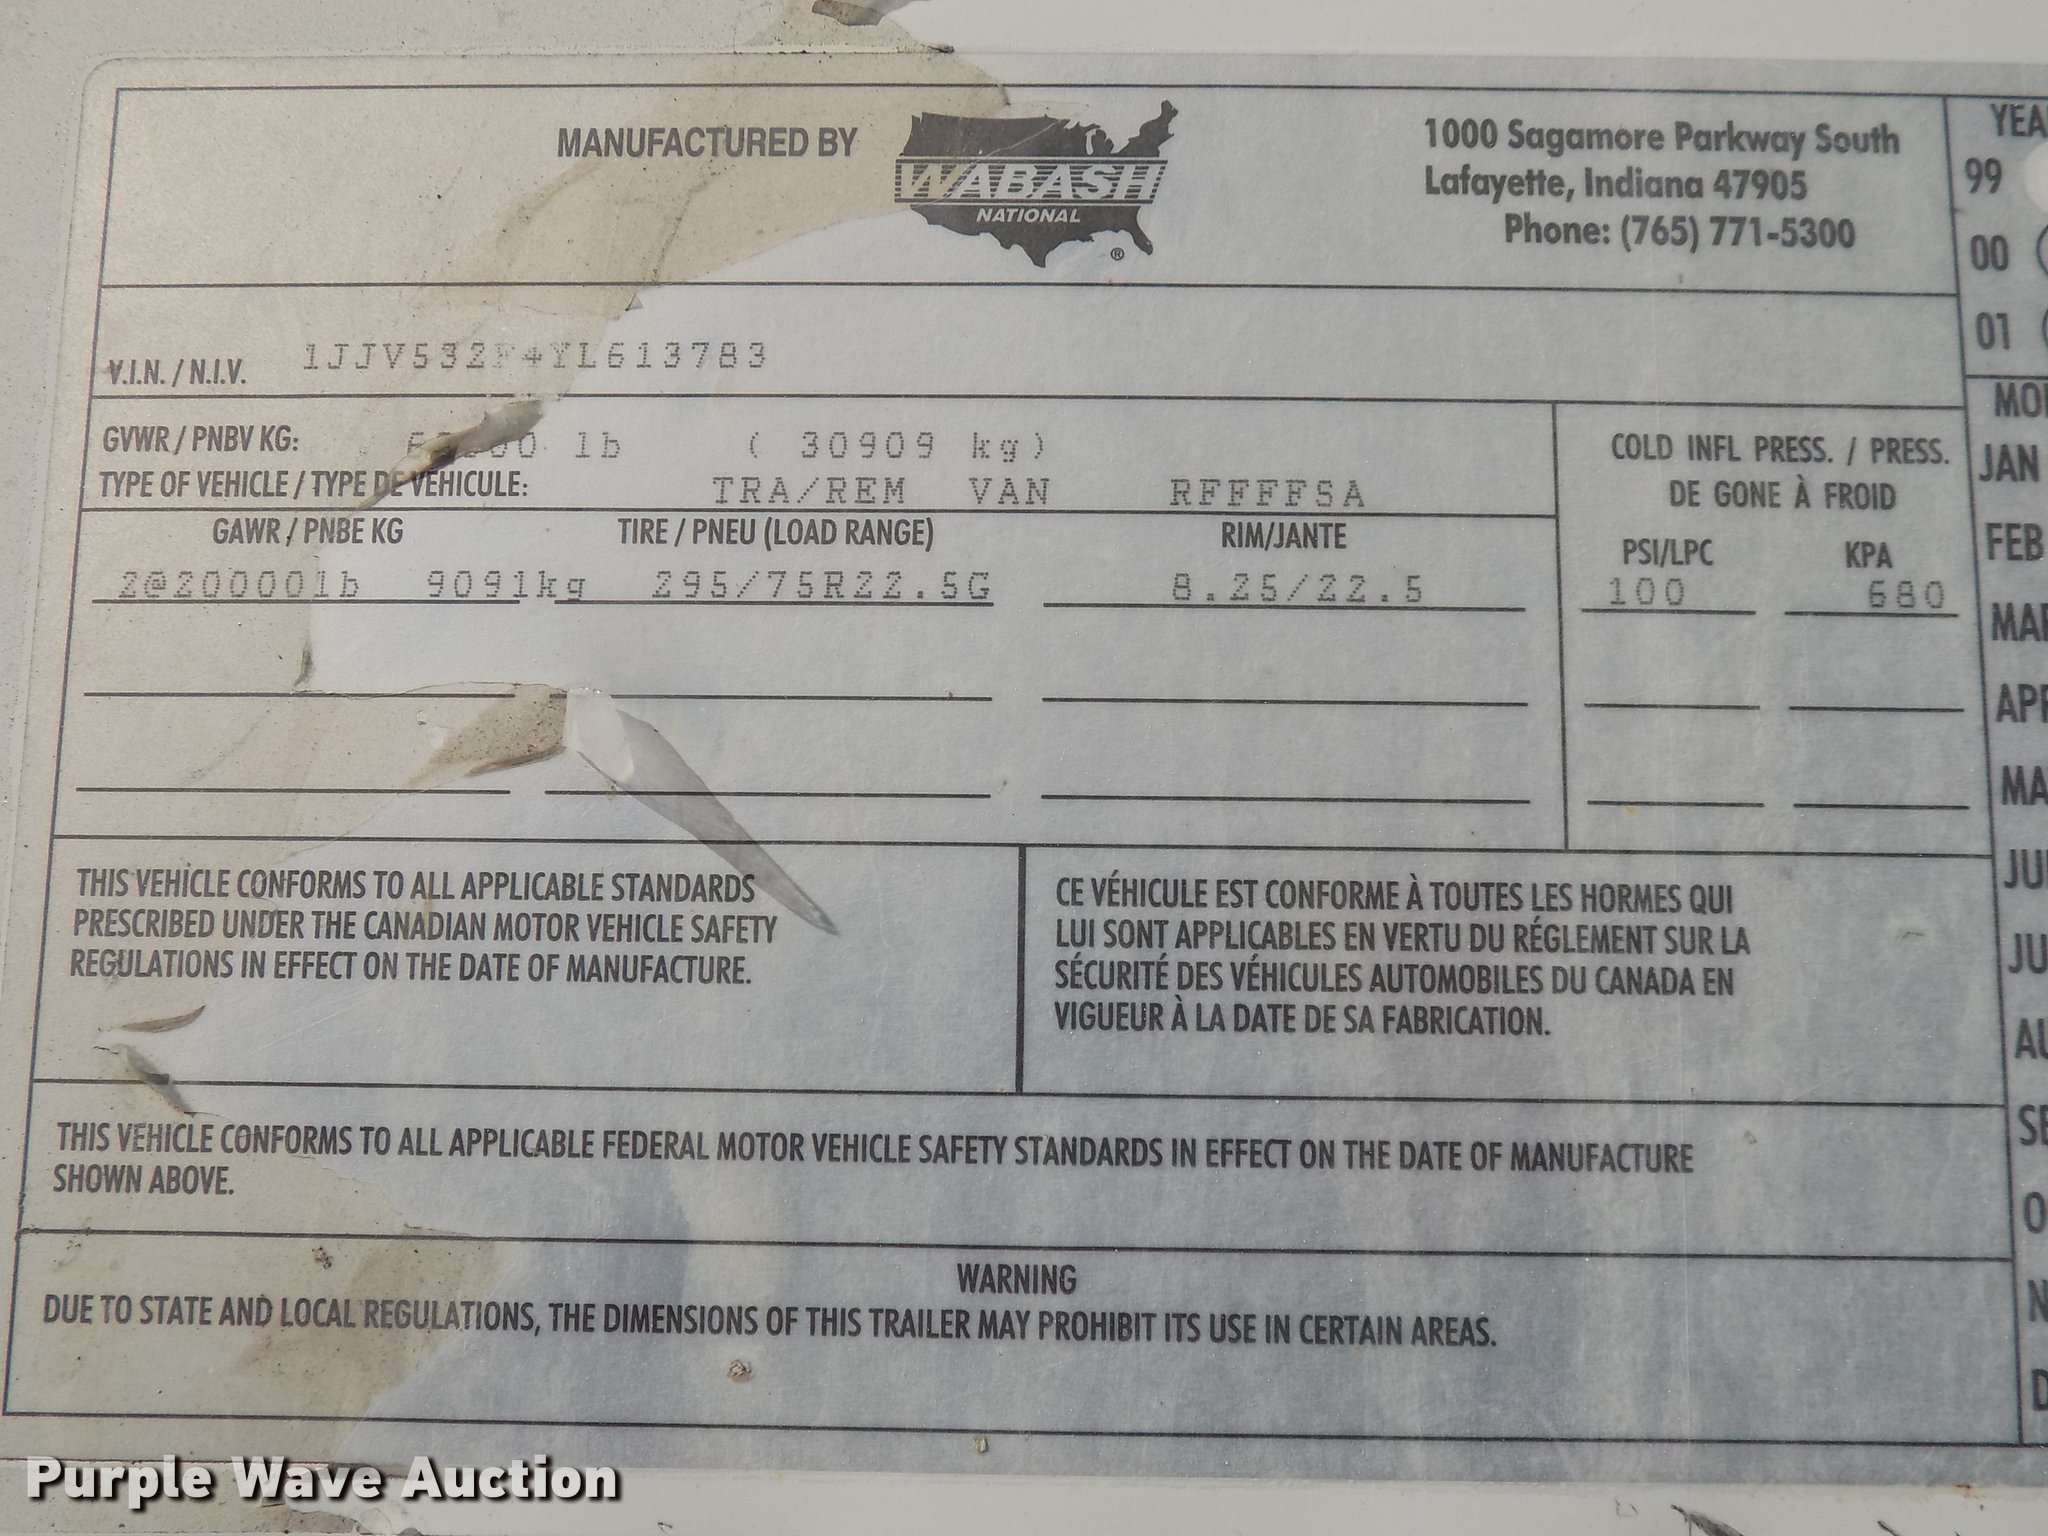 MANUFACTURED BY
WABASH
NATIONAL
®
1000 Sagamore Parkway South
Lafayette, Indiana 47905
Phone: (765) 771-5300
99
00
01
V.I.N. / N.I.V. 1JJV532F4YL613783
GVWR / PNBV KG: lb ( 30909 kg)
TYPE OF VEHICLE / TYPE DE VEHICULE: TRA/REM VAN RFFFFSA
COLD INFL PRESS. / PRESS.
DE GONE À FROID
GAWR / PNBE KG TIRE / PNEU (LOAD RANGE) RIM/JANTE PSI/LPC KPA
2@20000lb 9091kg 295/75R22.5G 8.25/22.5 100 680
JAN
FEB
THIS VEHICLE CONFORMS TO ALL APPLICABLE STANDARDS
PRESCRIBED UNDER THE CANADIAN MOTOR VEHICLE SAFETY
REGULATIONS IN EFFECT ON THE DATE OF MANUFACTURE.
CE VÉHICULE EST CONFORME À TOUTES LES HORMES QUI
LUI SONT APPLICABLES EN VERTU DU RÉGLEMENT SUR LA
SÉCURITÉ DES VÉHICULES AUTOMOBILES DU CANADA EN
VIGUEUR À LA DATE DE SA FABRICATION.
THIS VEHICLE CONFORMS TO ALL APPLICABLE FEDERAL MOTOR VEHICLE SAFETY STANDARDS IN EFFECT ON THE DATE OF MANUFACTURE
SHOWN ABOVE.
WARNING
DUE TO STATE AND LOCAL REGULATIONS, THE DIMENSIONS OF THIS TRAILER MAY PROHIBIT ITS USE IN CERTAIN AREAS.
Purple Wave Auction